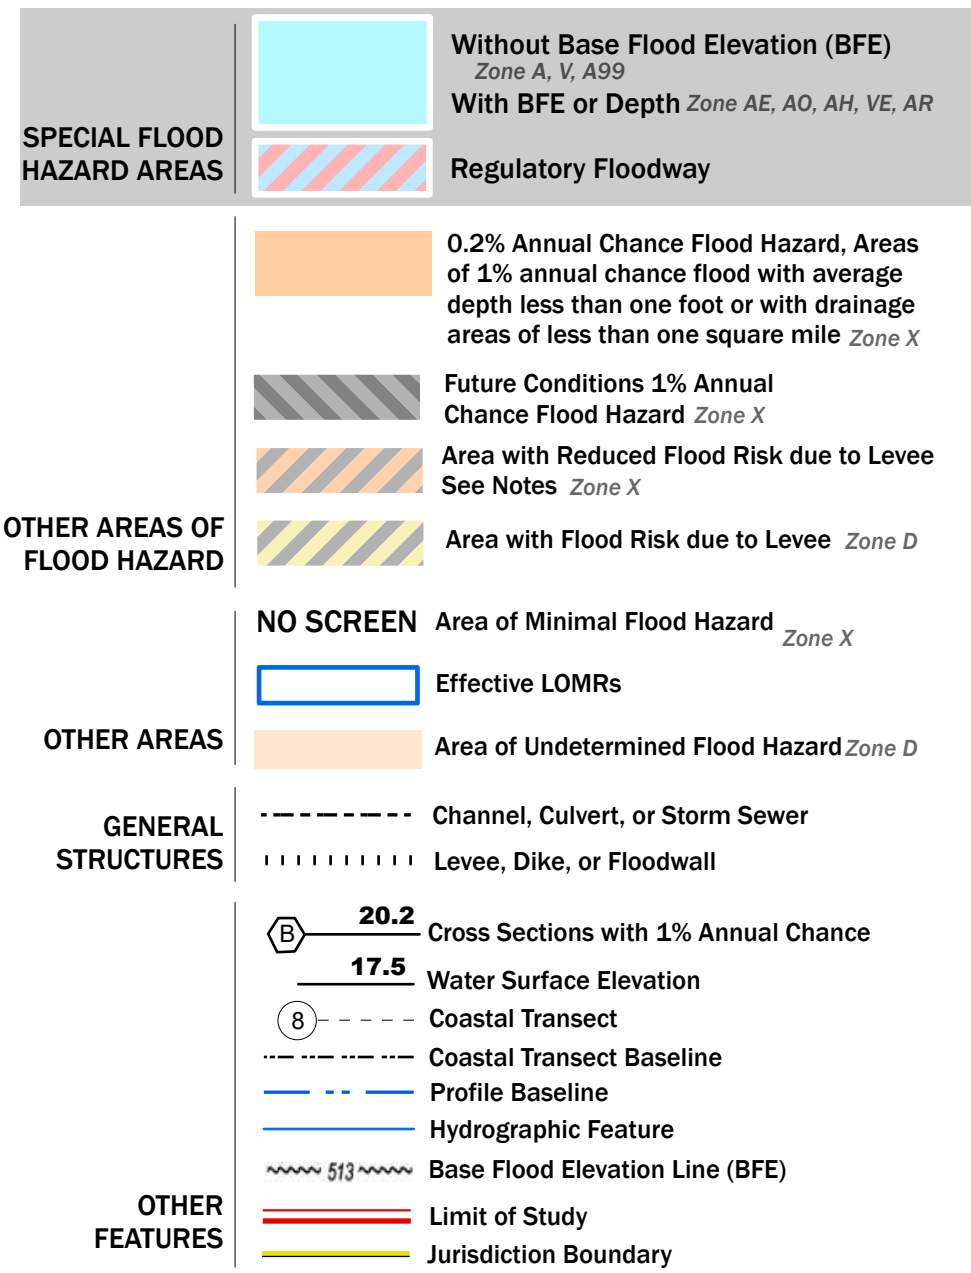 SPECIAL FLOOD
HAZARD AREAS
Without Base Flood Elevation (BFE)
Zone A, V, A99
With BFE or Depth Zone AE, AO, AH, VE, AR
Regulatory Floodway
OTHER AREAS OF
FLOOD HAZARD
0.2% Annual Chance Flood Hazard, Areas
of 1% annual chance flood with average
depth less than one foot or with drainage
areas of less than one square mile Zone X
Future Conditions 1% Annual
Chance Flood Hazard Zone X
Area with Reduced Flood Risk due to Levee
See Notes Zone X
Area with Flood Risk due to Levee Zone D
OTHER AREAS
NO SCREEN Area of Minimal Flood Hazard Zone X
Effective LOMRs
Area of Undetermined Flood Hazard Zone D
GENERAL
STRUCTURES
Channel, Culvert, or Storm Sewer
Levee, Dike, or Floodwall
OTHER
FEATURES
B 20.2 Cross Sections with 1% Annual Chance
17.5 Water Surface Elevation
8 Coastal Transect
Coastal Transect Baseline
Profile Baseline
Hydrographic Feature
513 Base Flood Elevation Line (BFE)
Limit of Study
Jurisdiction Boundary